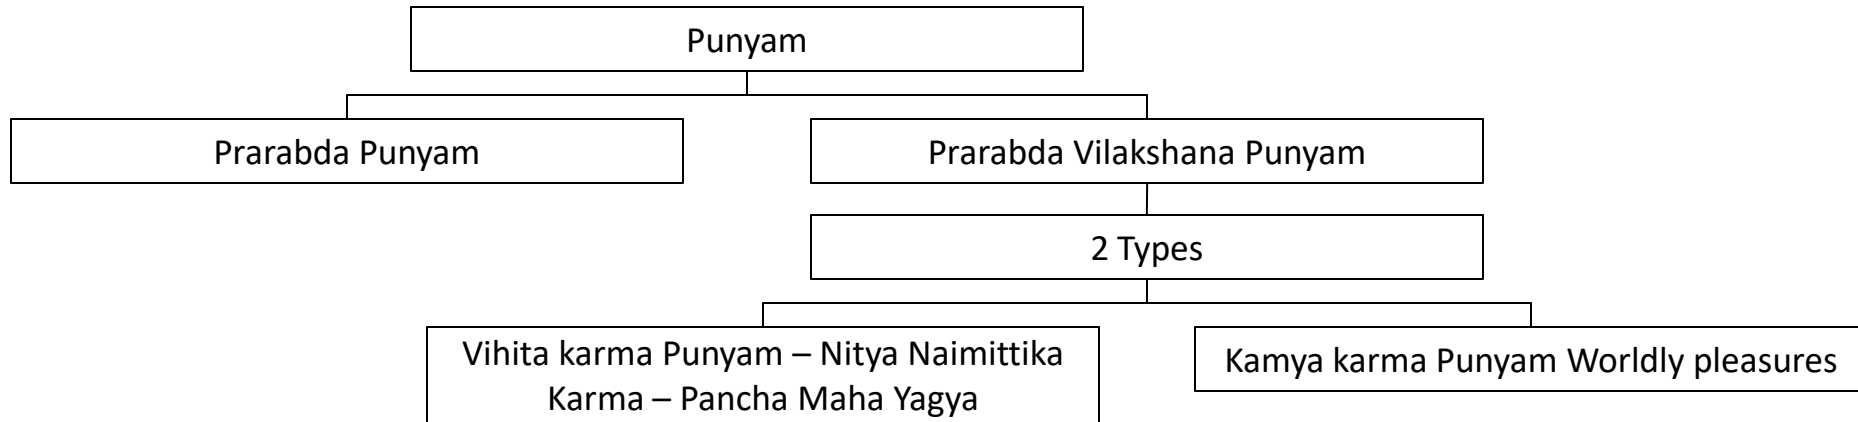 Punyam
Prarabda Punyam
Prarabda Vilakshana Punyam
2 Types
Vihita karma Punyam – Nitya Naimittika
Karma – Pancha Maha Yagya
Kamya karma Punyam Worldly pleasures